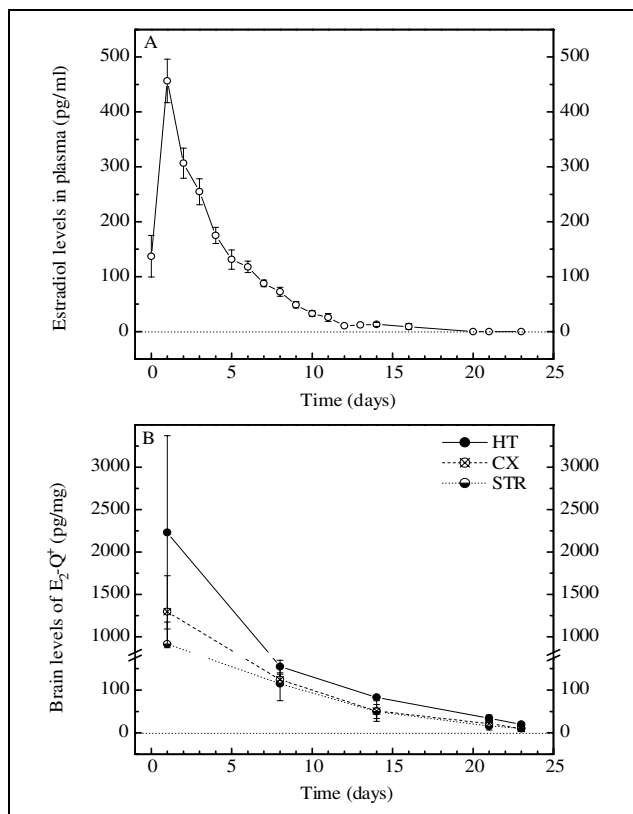 A
Estradiol levels in plasma (pg/ml)
500
400
300
200
100
0
500
400
300
200
100
0
0 5 10 15 20 25
Time (days)
B
HT
CX
STR
Brain levels of E₂-Q⁺ (pg/mg)
3000
2500
2000
1500
1000
100
0
3000
2500
2000
1500
1000
100
0
0 5 10 15 20 25
Time (days)